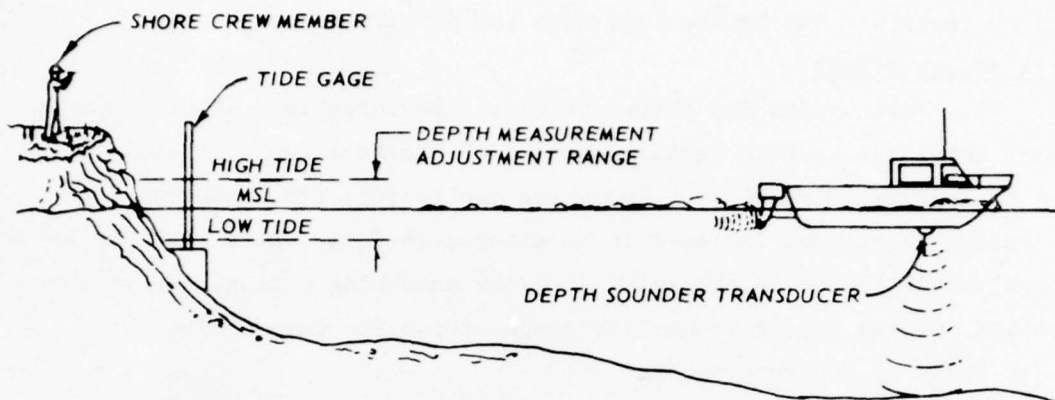 SHORE CREW MEMBER
TIDE GAGE
DEPTH MEASUREMENT
ADJUSTMENT RANGE
HIGH TIDE
MSL
LOW TIDE
DEPTH SOUNDER TRANSDUCER